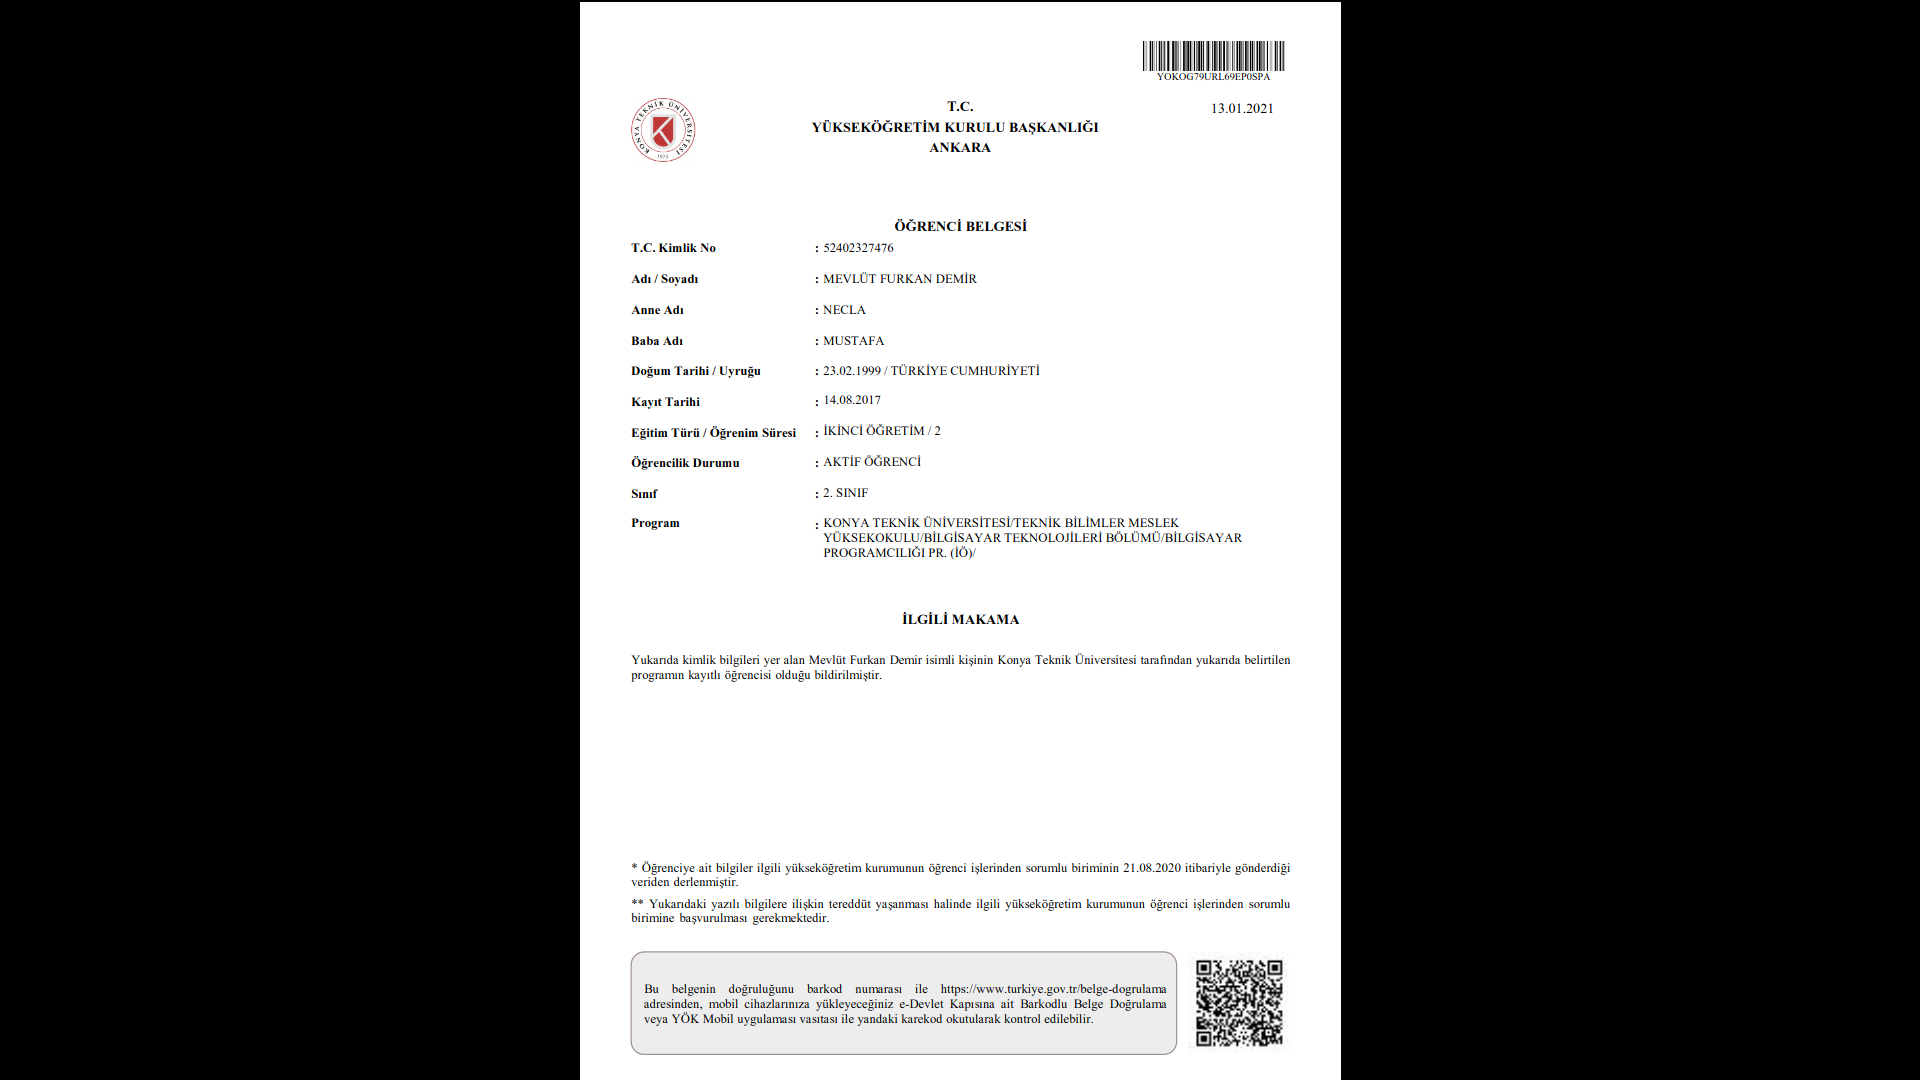 YOKOG79URL69EP0SPA
KONYA TEKNİK ÜNİVERSİTESİ
1970
T.C.
13.01.2021
YÜKSEKÖĞRETİM KURULU BAŞKANLIĞI
ANKARA
ÖĞRENCİ BELGESİ
T.C. Kimlik No : 52402327476
Adı / Soyadı : MEVLÜT FURKAN DEMİR
Anne Adı : NECLA
Baba Adı : MUSTAFA
Doğum Tarihi / Uyruğu : 23.02.1999 / TÜRKİYE CUMHURİYETİ
Kayıt Tarihi : 14.08.2017
Eğitim Türü / Öğrenim Süresi : İKİNCİ ÖĞRETİM / 2
Öğrencilik Durumu : AKTİF ÖĞRENCİ
Sınıf : 2. SINIF
Program : KONYA TEKNİK ÜNİVERSİTESİ/TEKNİK BİLİMLER MESLEK
YÜKSEKOKULU/BİLGİSAYAR TEKNOLOJİLERİ BÖLÜMÜ/BİLGİSAYAR
PROGRAMCILIĞI PR. (İÖ)/
İLGİLİ MAKAMA
Yukarıda kimlik bilgileri yer alan Mevlüt Furkan Demir isimli kişinin Konya Teknik Üniversitesi tarafından yukarıda belirtilen
programın kayıtlı öğrencisi olduğu bildirilmiştir.
* Öğrenciye ait bilgiler ilgili yükseköğretim kurumunun öğrenci işlerinden sorumlu biriminin 21.08.2020 itibariyle gönderdiği
veriden derlenmiştir.
** Yukarıdaki yazılı bilgilere ilişkin tereddüt yaşanması halinde ilgili yükseköğretim kurumunun öğrenci işlerinden sorumlu
birimine başvurulması gerekmektedir.
Bu belgenin doğruluğunu barkod numarası ile https://www.turkiye.gov.tr/belge-dogrulama
adresinden, mobil cihazlarınıza yükleyeceğiniz e-Devlet Kapısına ait Barkodlu Belge Doğrulama
veya YÖK Mobil uygulaması vasıtası ile yandaki karekod okutularak kontrol edilebilir.